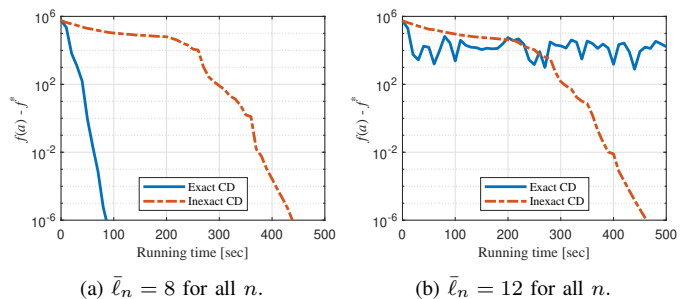 10^6
10^2
10^-2
10^-6
f(a) - f*
Exact CD
Inexact CD
0 100 200 300 400 500
Running time [sec]
(a) ℓ̄ₙ = 8 for all n.
10^6
10^2
10^-2
10^-6
f(a) - f*
Exact CD
Inexact CD
0 100 200 300 400 500
Running time [sec]
(b) ℓ̄ₙ = 12 for all n.